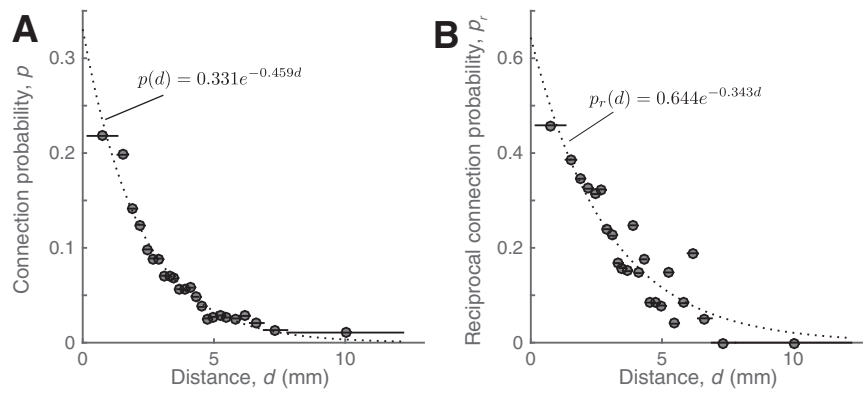 A
Connection probability, p
0.3
0.2
0.1
0
p(d) = 0.331e^{-0.459d}
0 5 10
Distance, d (mm)
B
Reciprocal connection probability, p_r
0.6
0.4
0.2
0
p_r(d) = 0.644e^{-0.343d}
0 5 10
Distance, d (mm)